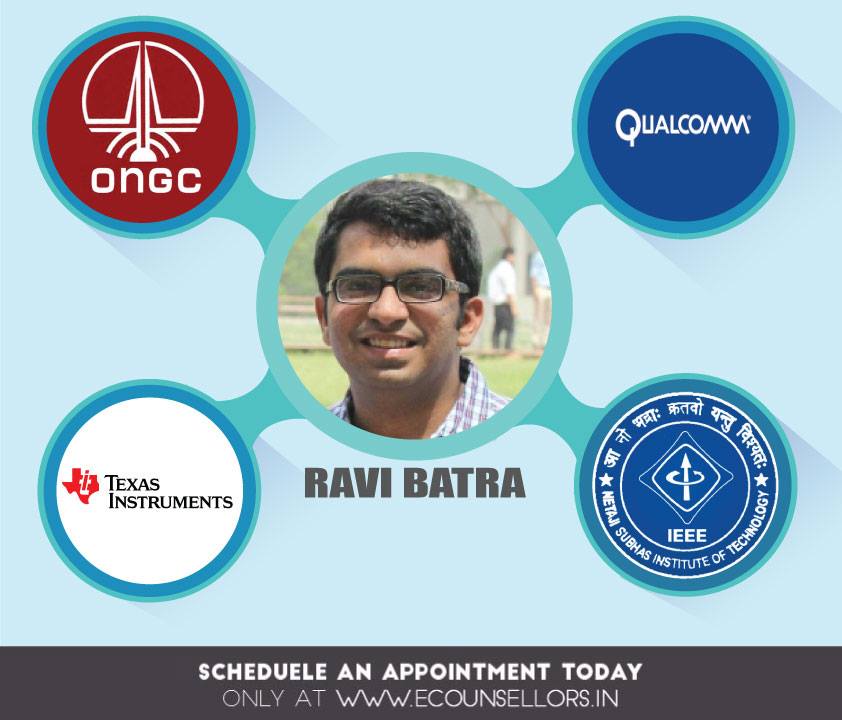 ONGC
QUALCOMM®
RAVI BATRA
TEXAS
INSTRUMENTS
आ नो भद्राः क्रतवो यन्तु विश्वतः
IEEE
NETAJI SUBHAS INSTITUTE OF TECHNOLOGY
SCHEDUELE AN APPOINTMENT TODAY
ONLY AT WWW.ECOUNSELLORS.IN